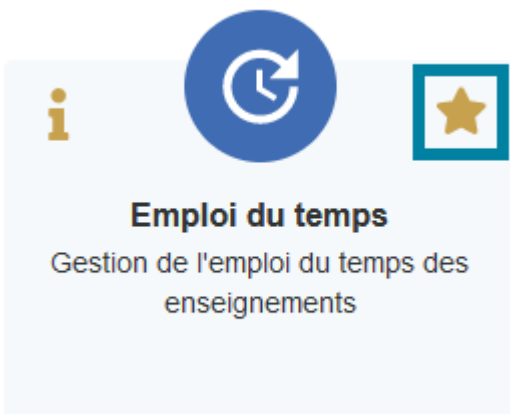 Emploi du temps
Gestion de l'emploi du temps des
enseignements